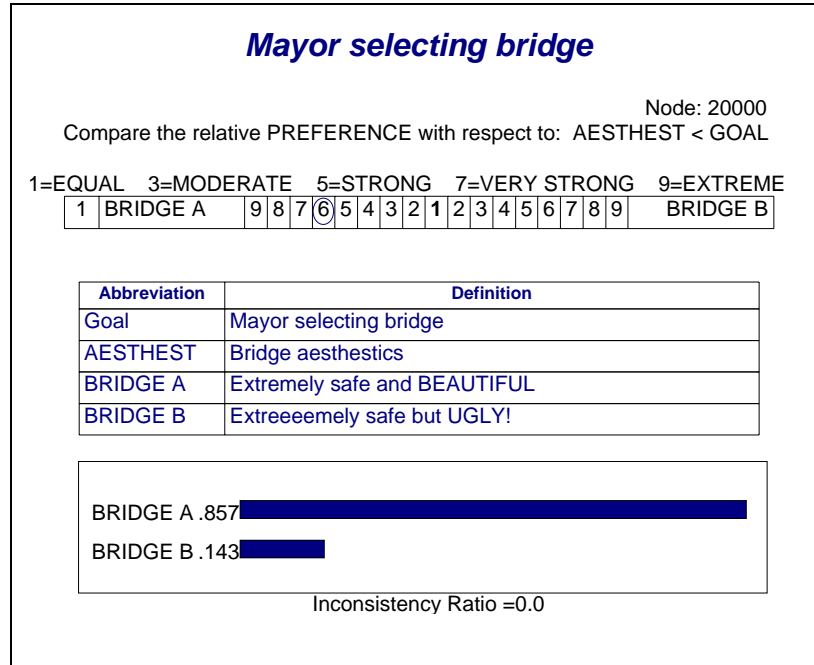 Mayor selecting bridge
Node: 20000
Compare the relative PREFERENCE with respect to: AESTHEST < GOAL
1=EQUAL 3=MODERATE 5=STRONG 7=VERY STRONG 9=EXTREME
1 BRIDGE A 9 8 7 6 5 4 3 2 1 2 3 4 5 6 7 8 9 BRIDGE B
Abbreviation Definition
Goal Mayor selecting bridge
AESTHEST Bridge aesthestics
BRIDGE A Extremely safe and BEAUTIFUL
BRIDGE B Extreeeemely safe but UGLY!
BRIDGE A .857
BRIDGE B .143
Inconsistency Ratio =0.0